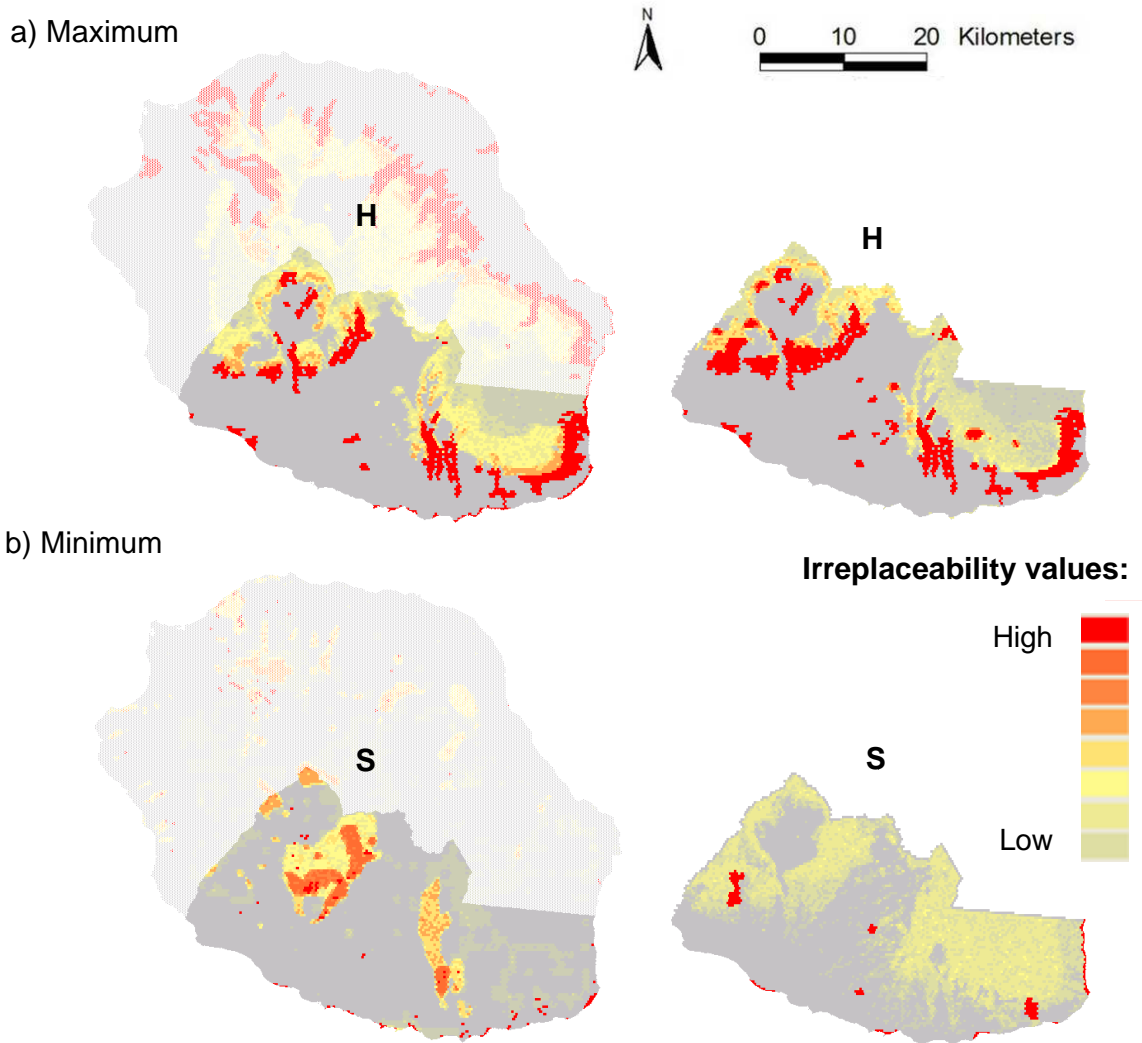 a) Maximum
N
0 10 20 Kilometers
H
H
b) Minimum
Irreplaceability values:
High
S
S
Low